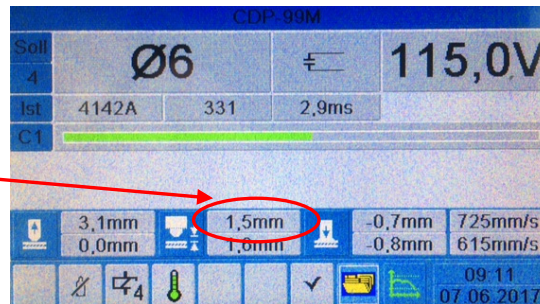 CDP-99M
Soll
4
Ø6
115,0V
Ist 4142A 331 2,9ms
C1
3,1mm 1,5mm -0,7mm 725mm/s
0,0mm 1,6mm -0,8mm 615mm/s
4 09:11
07.06.2017